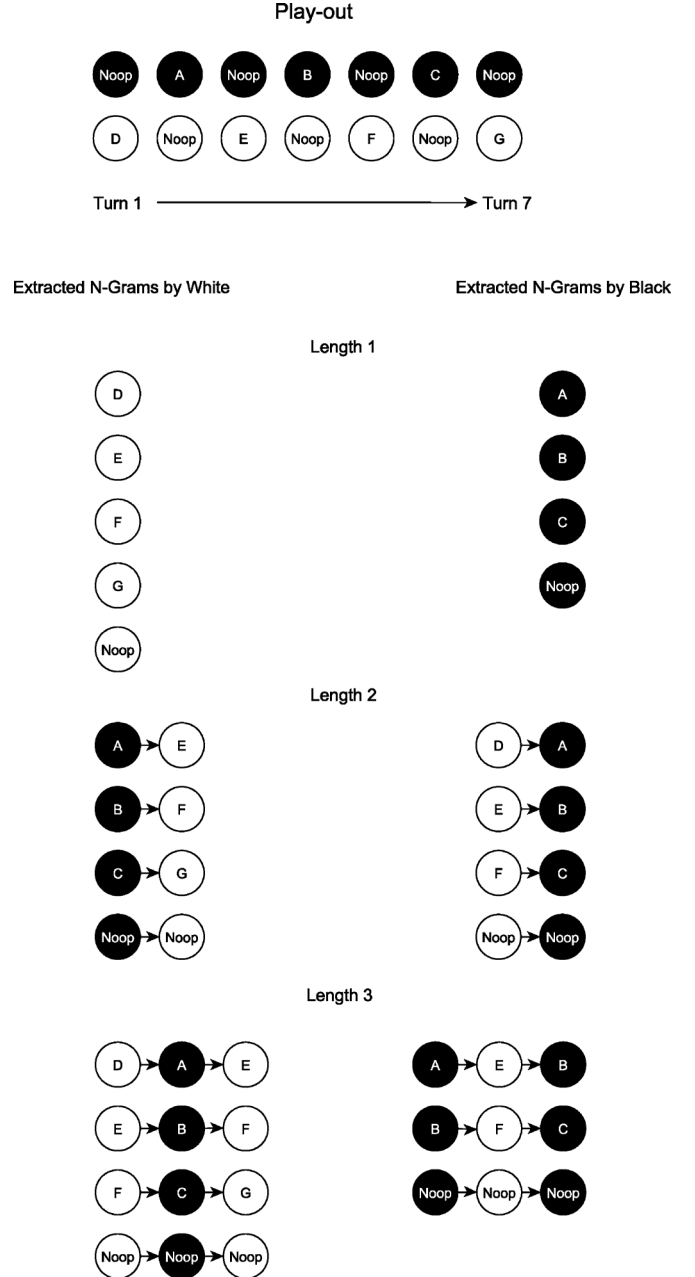 Play-out
Noop A Noop B Noop C Noop
D Noop E Noop F Noop G
Turn 1 Turn 7
Extracted N-Grams by White Extracted N-Grams by Black
Length 1
D A
E B
F C
G Noop
Noop
Length 2
A E D A
B F E B
C G F C
Noop Noop Noop Noop
Length 3
D A E A E B
E B F B F C
F C G Noop Noop Noop
Noop Noop Noop